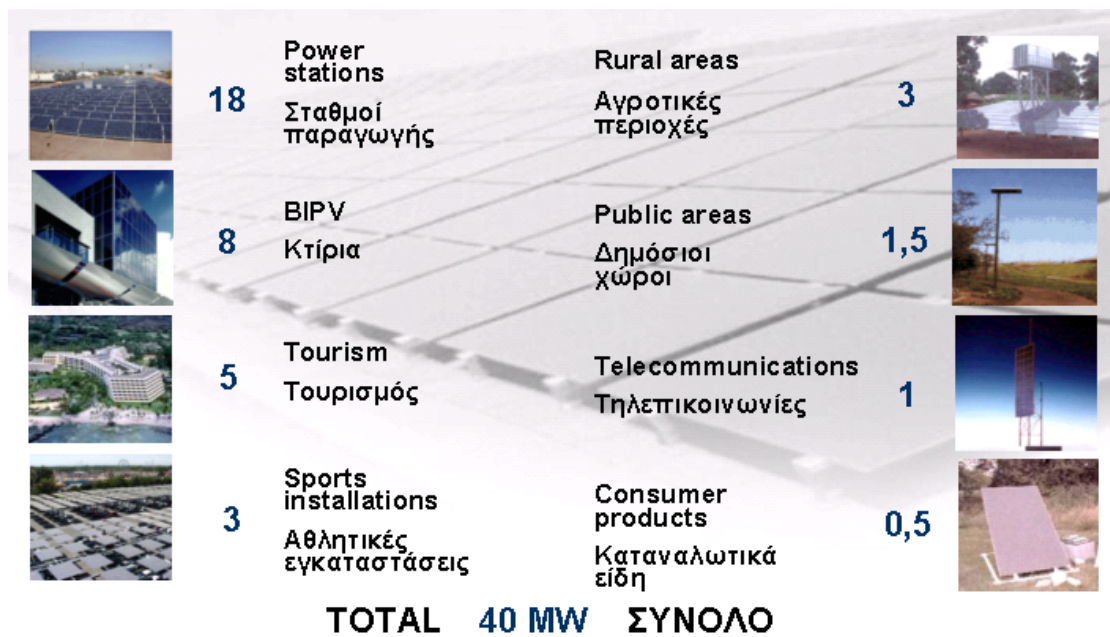 18
Power
stations
Σταθμοί
παραγωγής
Rural areas
Αγροτικές
περιοχές
3
8
BIPV
Κτίρια
Public areas
Δημόσιοι
χώροι
1,5
5
Tourism
Τουρισμός
Telecommunications
Τηλεπικοινωνίες
1
3
Sports
installations
Αθλητικές
εγκαταστάσεις
Consumer
products
Καταναλωτικά
είδη
0,5
TOTAL 40 MW ΣΥΝΟΛΟ